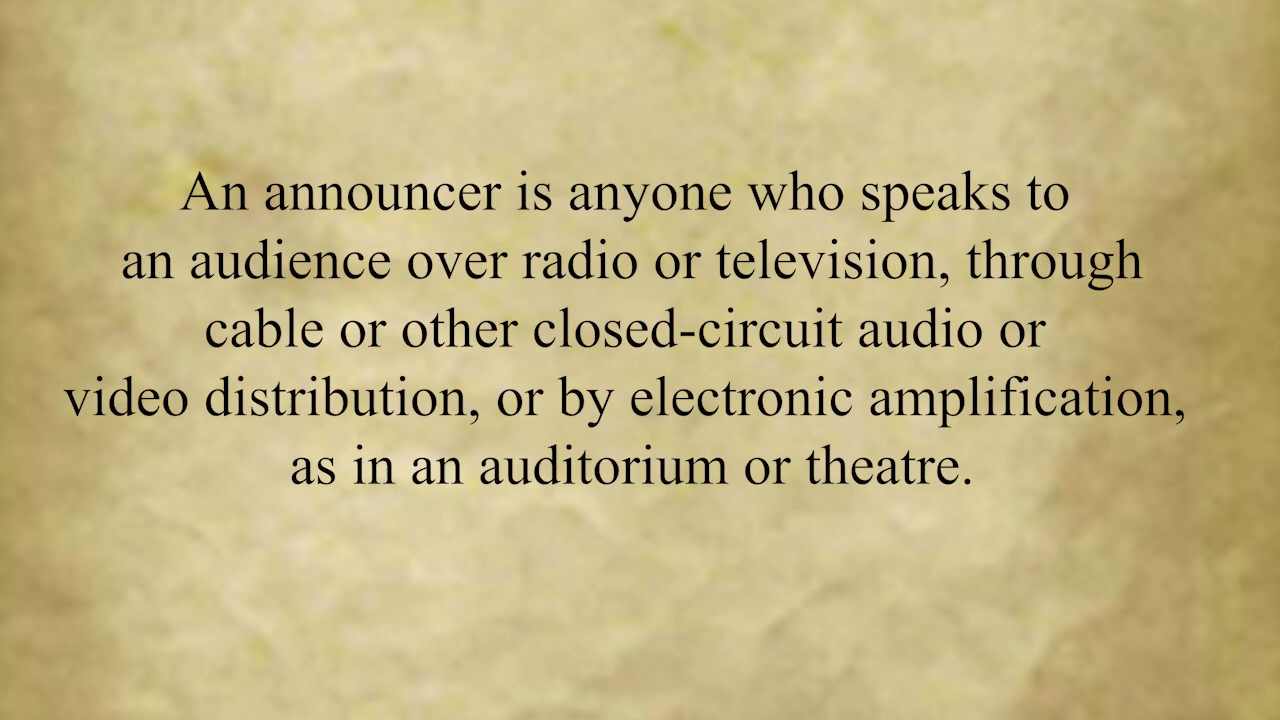 An announcer is anyone who speaks to
an audience over radio or television, through
cable or other closed-circuit audio or
video distribution, or by electronic amplification,
as in an auditorium or theatre.